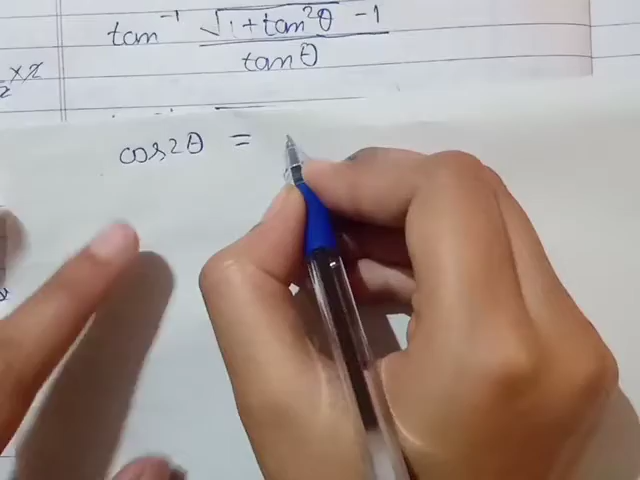 tan⁻¹ (√(1 + tan²θ) - 1) / tanθ
cos2θ =